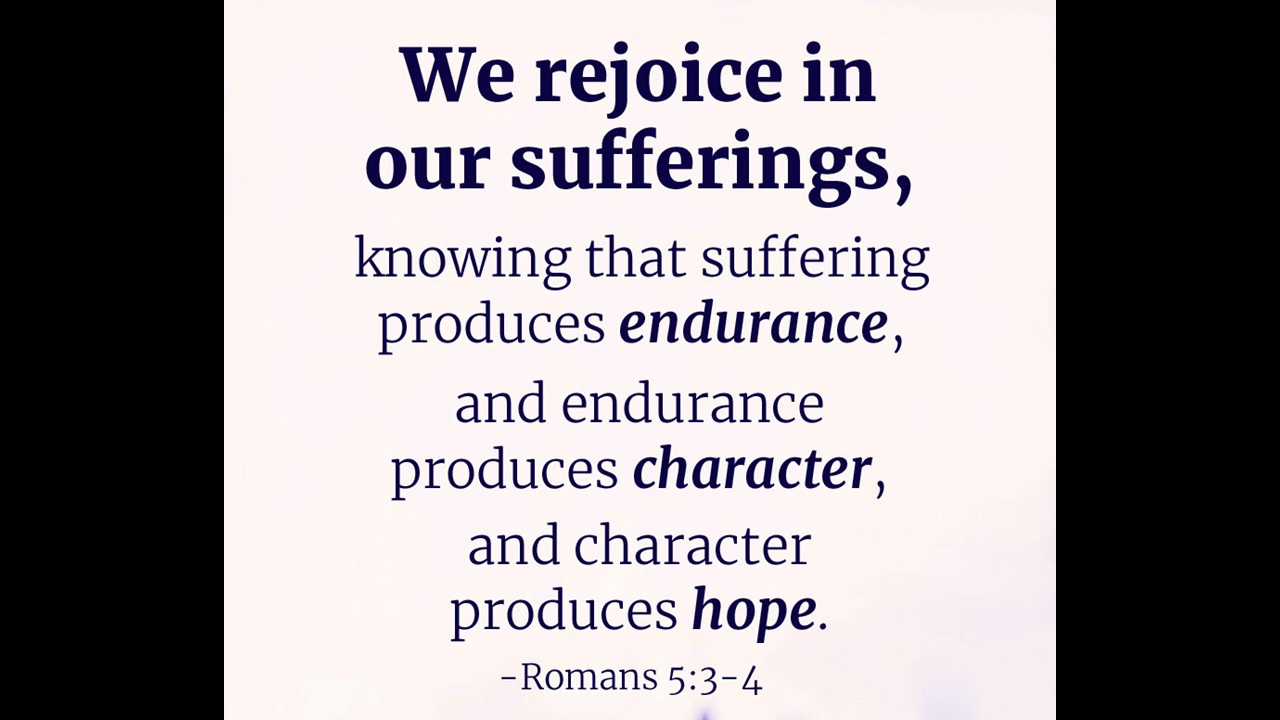 We rejoice in
our sufferings,
knowing that suffering
produces endurance,
and endurance
produces character,
and character
produces hope.
-Romans 5:3-4